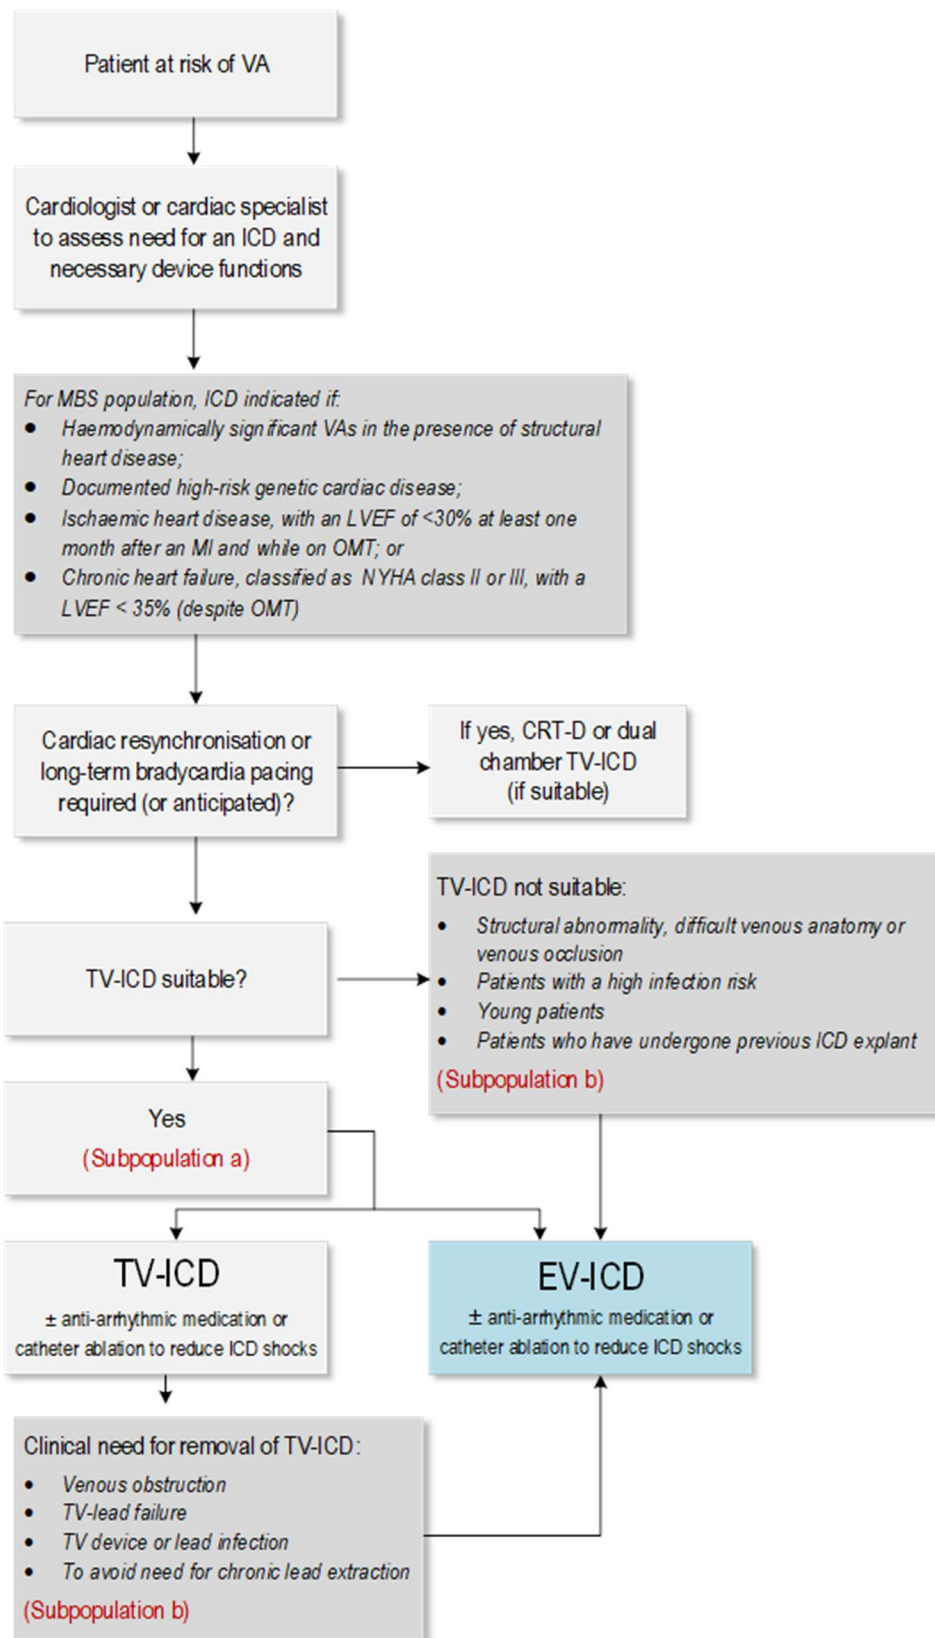 Patient at risk of VA
Cardiologist or cardiac specialist
to assess need for an ICD and
necessary device functions
For MBS population, ICD indicated if:
● Haemodynamically significant VAs in the presence of structural
heart disease;
● Documented high-risk genetic cardiac disease;
● Ischaemic heart disease, with an LVEF of <30% at least one
month after an MI and while on OMT; or
● Chronic heart failure, classified as NYHA class II or III, with a
LVEF < 35% (despite OMT)
Cardiac resynchronisation or
long-term bradycardia pacing
required (or anticipated)?
If yes, CRT-D or dual
chamber TV-ICD
(if suitable)
TV-ICD suitable?
TV-ICD not suitable:
• Structural abnormality, difficult venous anatomy or
venous occlusion
• Patients with a high infection risk
• Young patients
• Patients who have undergone previous ICD explant
(Subpopulation b)
Yes
(Subpopulation a)
TV-ICD
± anti-arrhythmic medication or
catheter ablation to reduce ICD shocks
EV-ICD
± anti-arrhythmic medication or
catheter ablation to reduce ICD shocks
Clinical need for removal of TV-ICD:
• Venous obstruction
• TV-lead failure
• TV device or lead infection
• To avoid need for chronic lead extraction
(Subpopulation b)